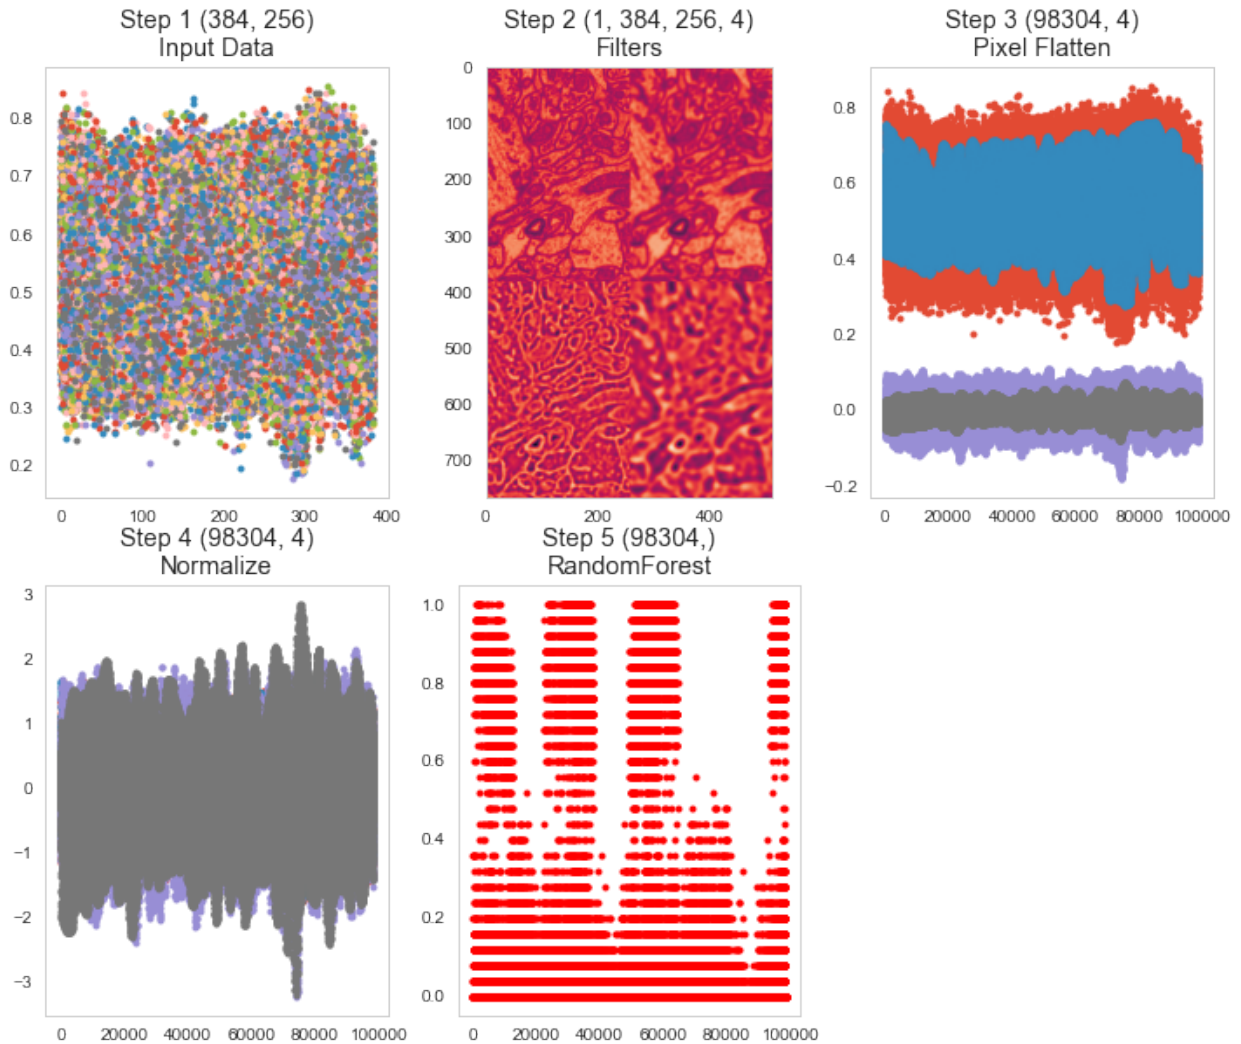 Step 1 (384, 256)
Input Data
0.8
0.7
0.6
0.5
0.4
0.3
0.2
0 100 200 300 400
Step 2 (1, 384, 256, 4)
Filters
0
100
200
300
400
500
600
700
0 200 400
Step 3 (98304, 4)
Pixel Flatten
0.8
0.6
0.4
0.2
0.0
−0.2
0 20000 40000 60000 80000 100000
Step 4 (98304, 4)
Normalize
3
2
1
0
−1
−2
−3
0 20000 40000 60000 80000 100000
Step 5 (98304,)
RandomForest
1.0
0.8
0.6
0.4
0.2
0.0
0 20000 40000 60000 80000 100000